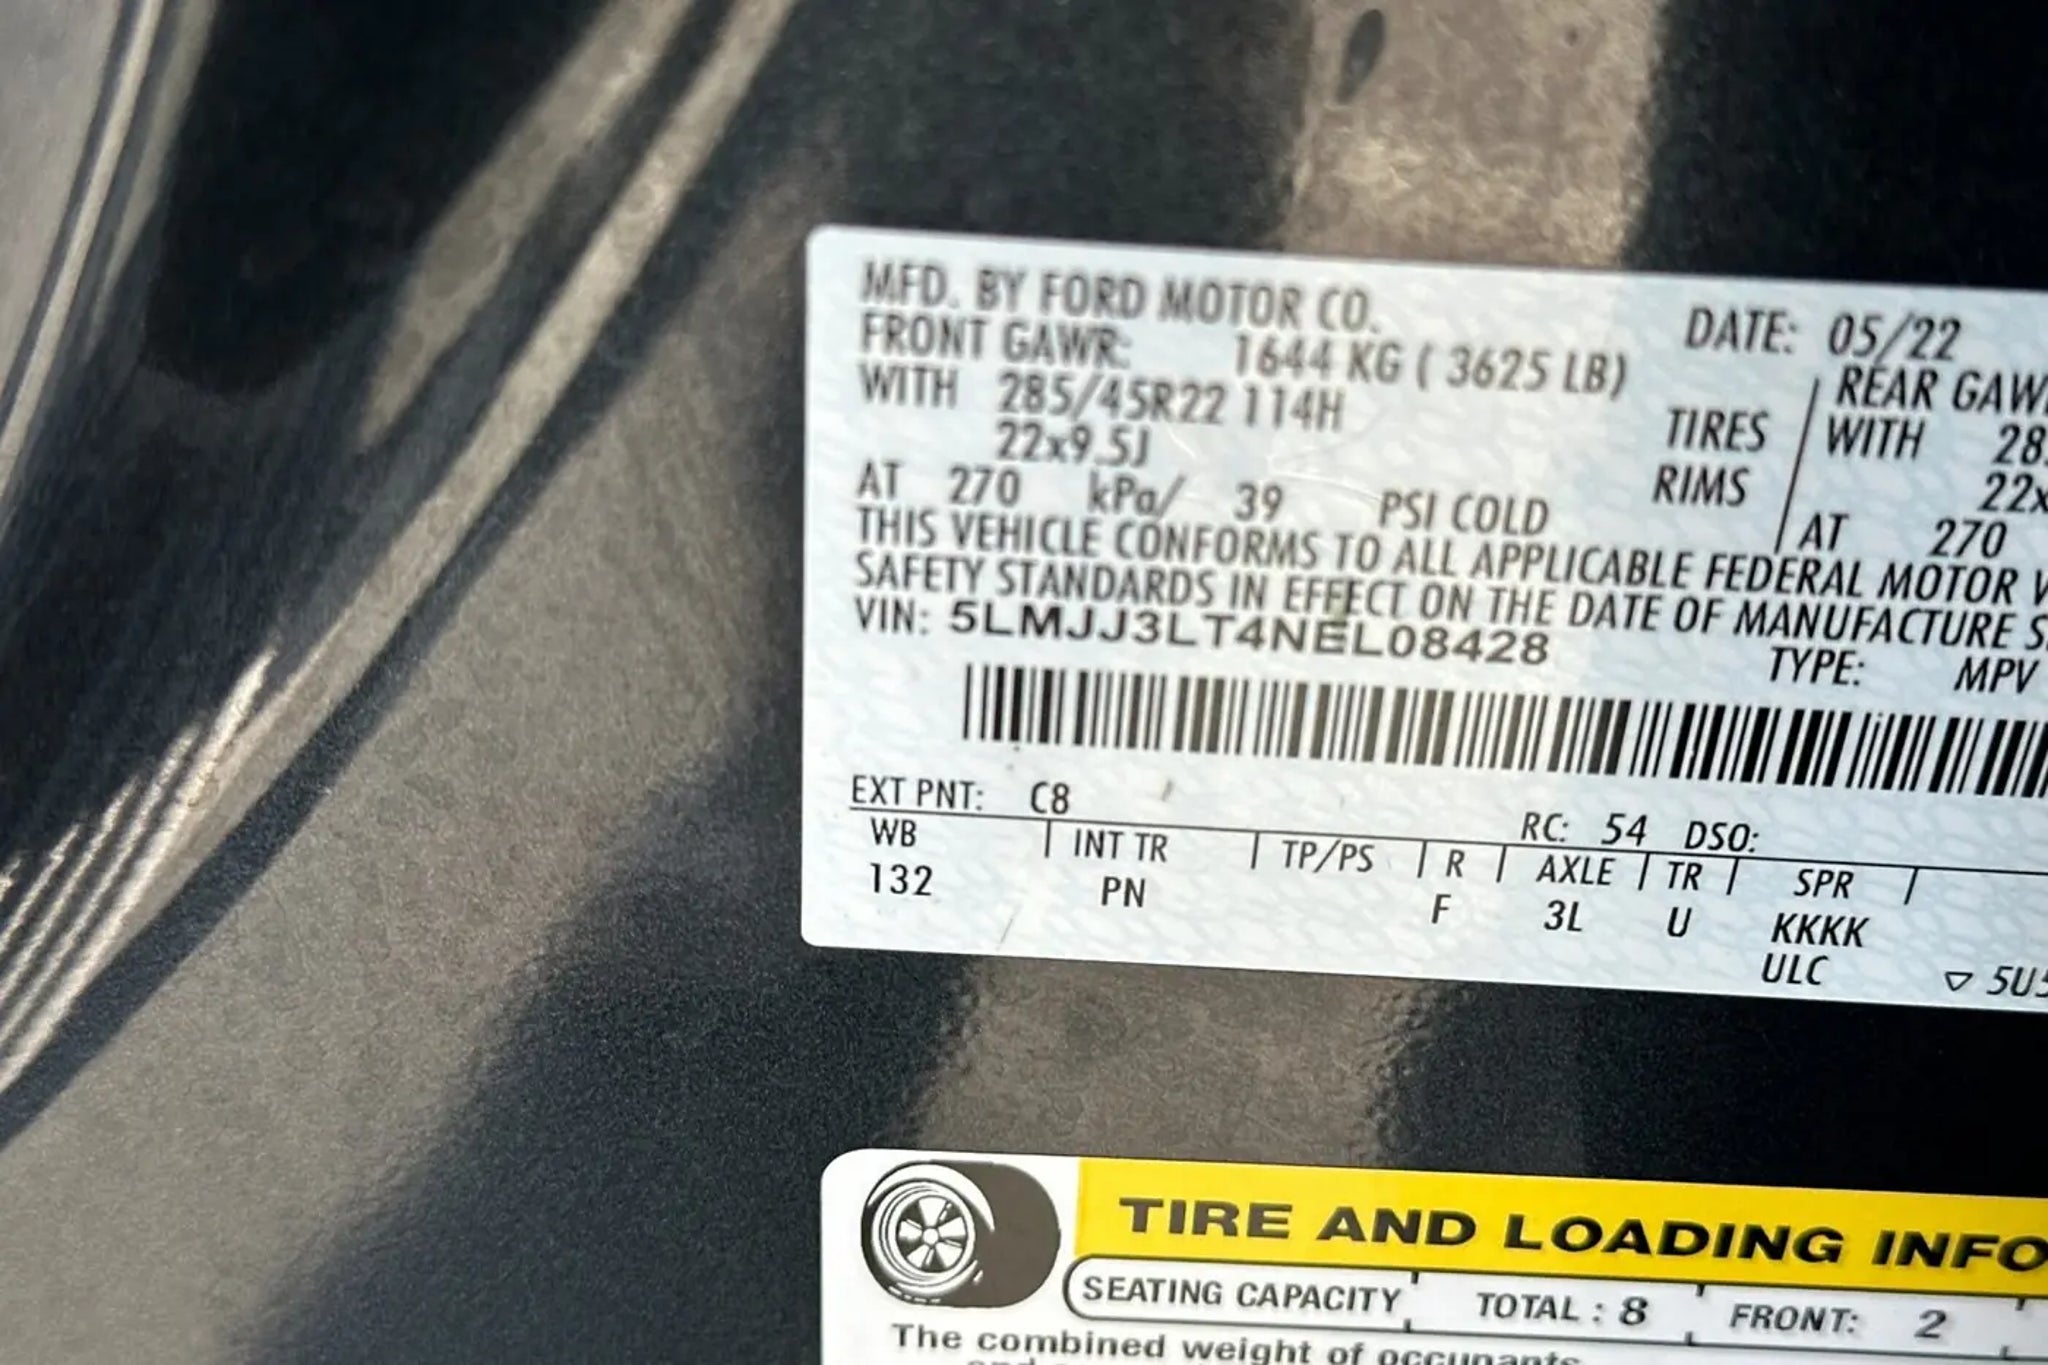 MFD. BY FORD MOTOR CO.
DATE: 05/22
FRONT GAWR: 1644 KG ( 3625 LB)
REAR GAW
WITH 285/45R22 114H TIRES
WITH 28
22x9.5J RIMS
22x
AT 270 kPa/ 39 PSI COLD
AT 270
THIS VEHICLE CONFORMS TO ALL APPLICABLE FEDERAL MOTOR V
SAFETY STANDARDS IN EFFECT ON THE DATE OF MANUFACTURE S
VIN: 5LMJJ3LT4NEL08428
TYPE: MPV
EXT PNT: C8 RC: 54 DSO:
WB INT TR TP/PS R AXLE TR SPR
132 PN F 3L U KKKK
ULC ▽ 5U5
TIRE AND LOADING INFO
SEATING CAPACITY TOTAL : 8 FRONT: 2
The combined weight of occupants